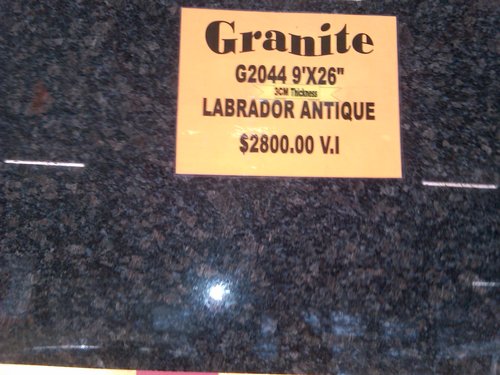 Granite
G2044 9'X26"
3CM Thickness
LABRADOR ANTIQUE
$2800.00 V.I